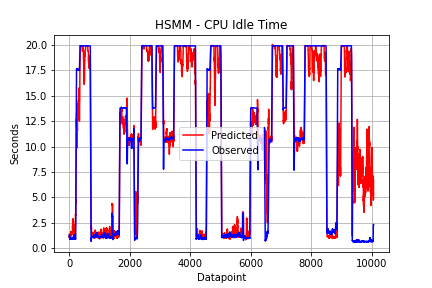 HSMM - CPU Idle Time
20.0
17.5
15.0
12.5
10.0
7.5
5.0
2.5
0.0
Seconds
Predicted
Observed
0 2000 4000 6000 8000 10000
Datapoint